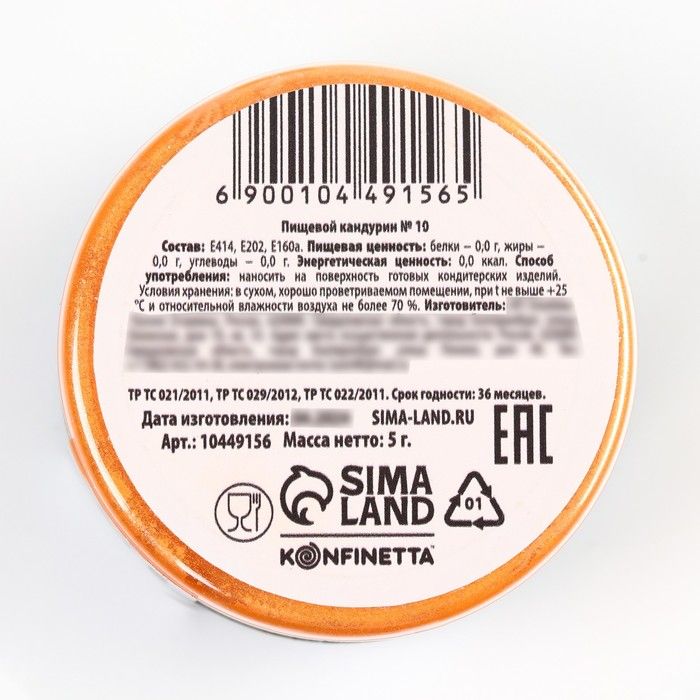 6 900104 491565
Пищевой кандурин № 10
Состав: Е414, Е202, Е160а. Пищевая ценность: белки – 0,0 г, жиры –
0,0 г, углеводы – 0,0 г. Энергетическая ценность: 0,0 ккал. Способ
употребления: наносить на поверхность готовых кондитерских изделий.
Условия хранения: в сухом, хорошо проветриваемом помещении, при t не выше +25
°С и относительной влажности воздуха не более 70 %. Изготовитель:
ТР ТС 021/2011, ТР ТС 029/2012, ТР ТС 022/2011. Срок годности: 36 месяцев.
Дата изготовления: SIMA-LAND.RU
Арт.: 10449156 Масса нетто: 5 г.
EAC
SIMA
LAND
01
KONFINETTA